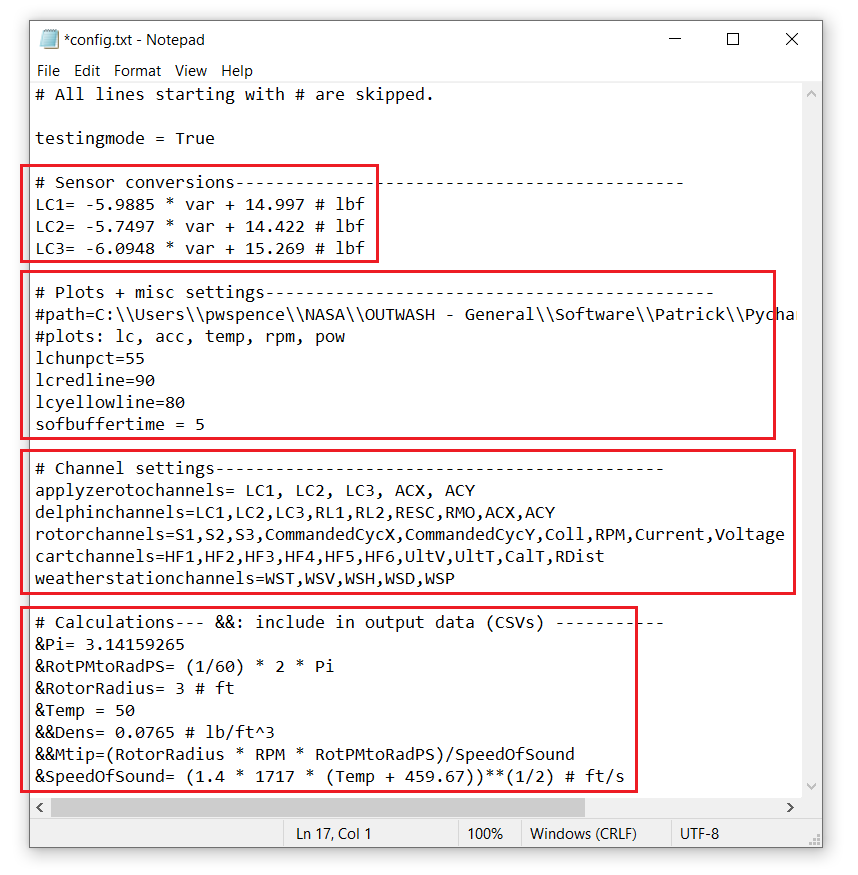 *config.txt - Notepad
File Edit Format View Help
# All lines starting with # are skipped.
testingmode = True
# Sensor conversions---------------------------------------------
LC1= -5.9885 * var + 14.997 # lbf
LC2= -5.7497 * var + 14.422 # lbf
LC3= -6.0948 * var + 15.269 # lbf
# Plots + misc settings---------------------------------------------
#path=C:\\Users\\pwspence\\NASA\\OUTWASH - General\\Software\\Patrick\\Pychar
#plots: lc, acc, temp, rpm, pow
lchunpct=55
lcredline=90
lcyellowline=80
sofbuffertime = 5
# Channel settings---------------------------------------------
applyzerotochannels= LC1, LC2, LC3, ACX, ACY
delphinchannels=LC1,LC2,LC3,RL1,RL2,RESC,RMO,ACX,ACY
rotorchannels=S1,S2,S3,CommandedCycX,CommandedCycY,Coll,RPM,Current,Voltage
cartchannels=HF1,HF2,HF3,HF4,HF5,HF6,UltV,UltT,CalT,RDist
weatherstationchannels=WST,WSV,WSH,WSD,WSP
# Calculations--- &&: include in output data (CSVs) -----------
&Pi= 3.14159265
&RotPMtoRadPS= (1/60) * 2 * Pi
&RotorRadius= 3 # ft
&Temp = 50
&&Dens= 0.0765 # lb/ft^3
&&Mtip=(RotorRadius * RPM * RotPMtoRadPS)/SpeedOfSound
&SpeedOfSound= (1.4 * 1717 * (Temp + 459.67))**(1/2) # ft/s
Ln 17, Col 1 100% Windows (CRLF) UTF-8